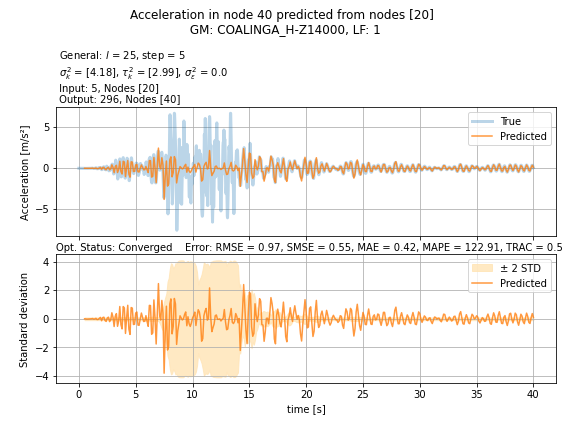 Acceleration in node 40 predicted from nodes [20]
GM: COALINGA_H-Z14000, LF: 1
General: l = 25, step = 5
σ²ₖ = [4.18], τ²ₖ = [2.99], σ²ε = 0.0
Input: 5, Nodes [20]
Output: 296, Nodes [40]
Acceleration [m/s²]
5
0
−5
True
Predicted
Opt. Status: Converged Error: RMSE = 0.97, SMSE = 0.55, MAE = 0.42, MAPE = 122.91, TRAC = 0.5
Standard deviation
4
2
0
−2
−4
± 2 STD
Predicted
0 5 10 15 20 25 30 35 40
time [s]